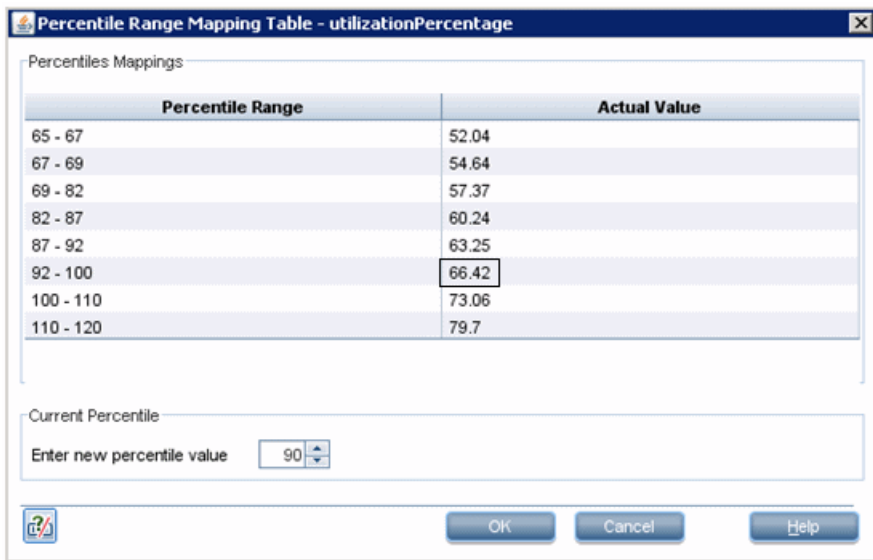 Percentile Range Mapping Table - utilizationPercentage
Percentiles Mappings
Percentile Range Actual Value
65 - 67 52.04
67 - 69 54.64
69 - 82 57.37
82 - 87 60.24
87 - 92 63.25
92 - 100 66.42
100 - 110 73.06
110 - 120 79.7
Current Percentile
Enter new percentile value 90
OK Cancel Help